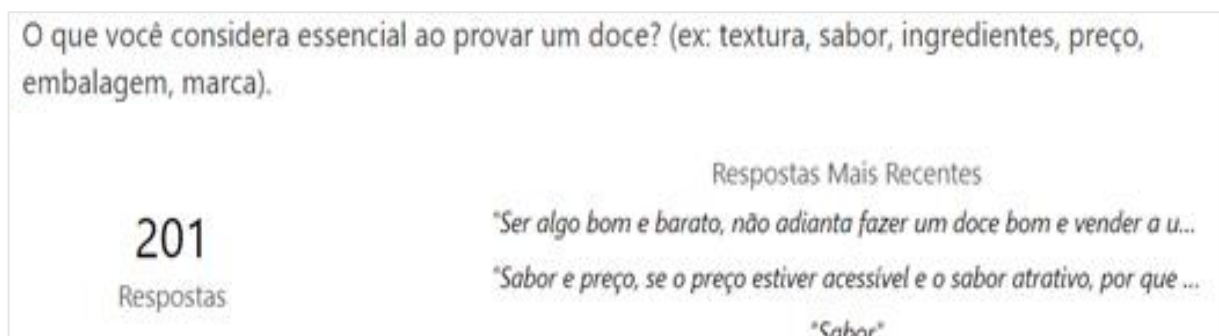 O que você considera essencial ao provar um doce? (ex: textura, sabor, ingredientes, preço,
embalagem, marca).
Respostas Mais Recentes
201
Respostas
"Ser algo bom e barato, não adianta fazer um doce bom e vender a u...
"Sabor e preço, se o preço estiver acessível e o sabor atrativo, por que ...
"Sabor"